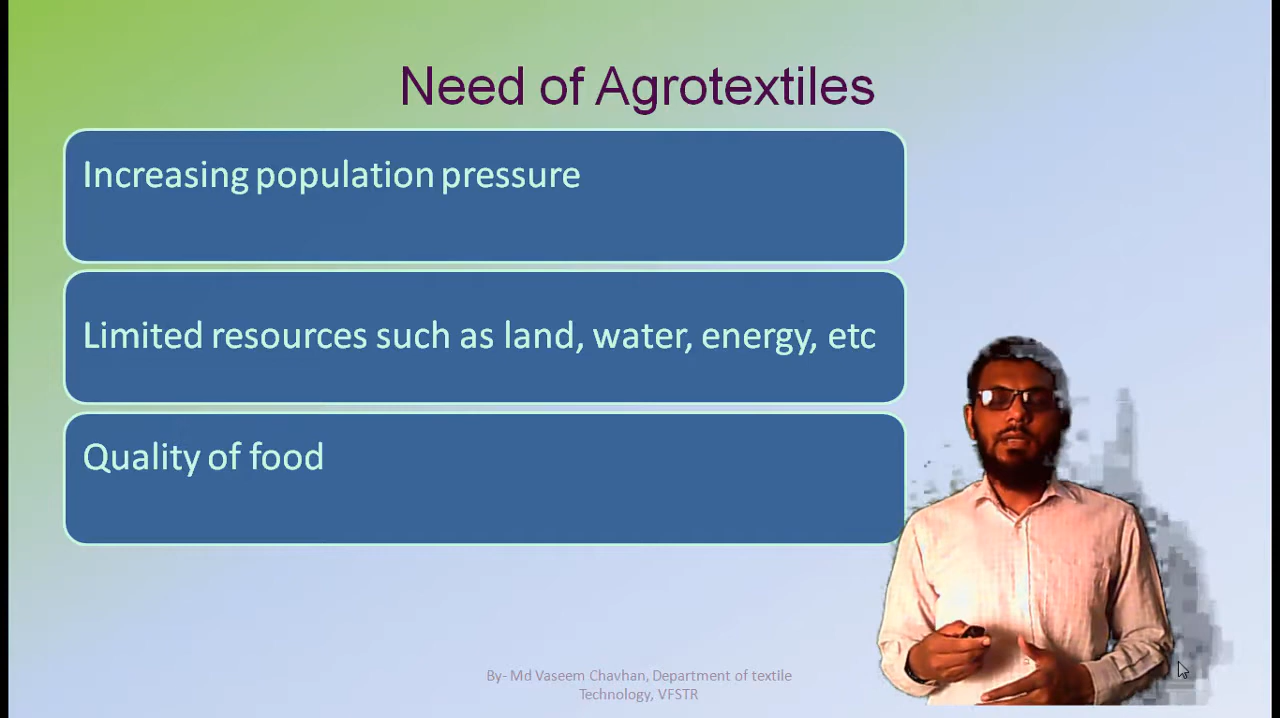 Need of Agrotextiles
Increasing population pressure
Limited resources such as land, water, energy, etc
Quality of food
By- Md Vaseem Chavhan, Department of textile
Technology, VFSTR